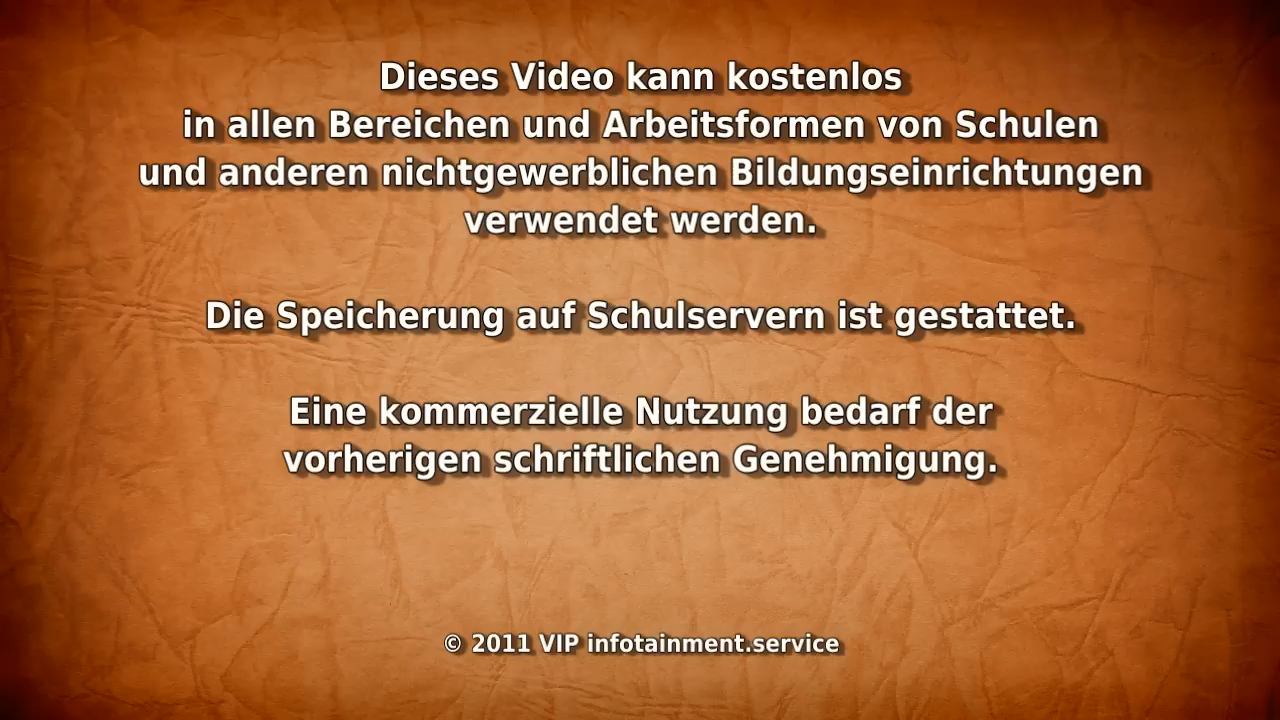 Dieses Video kann kostenlos
in allen Bereichen und Arbeitsformen von Schulen
und anderen nichtgewerblichen Bildungseinrichtungen
verwendet werden.
Die Speicherung auf Schulservern ist gestattet.
Eine kommerzielle Nutzung bedarf der
vorherigen schriftlichen Genehmigung.
© 2011 VIP infotainment.service